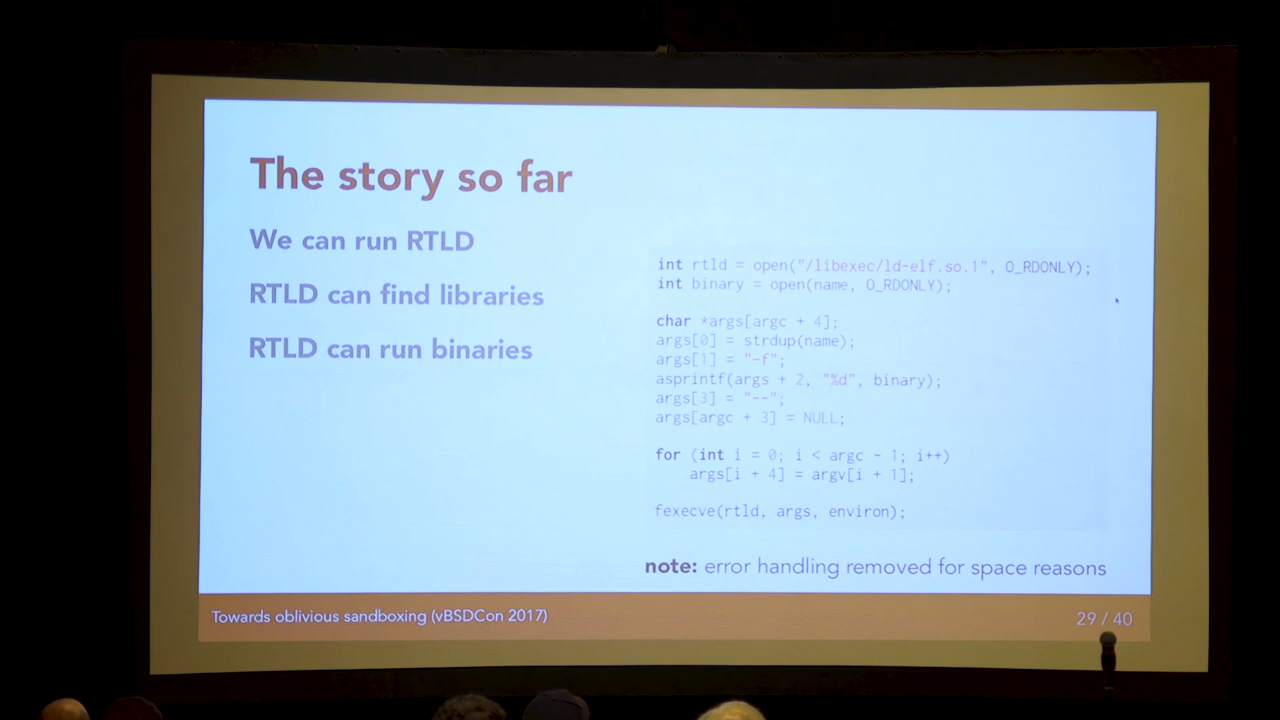 The story so far
We can run RTLD
RTLD can find libraries
RTLD can run binaries
int rtld = open("/libexec/ld-elf.so.1", O_RDONLY);
int binary = open(name, O_RDONLY);
char *args[argc + 4];
args[0] = strdup(name);
args[1] = "-f";
asprintf(args + 2, "%d", binary);
args[3] = "--";
args[argc + 3] = NULL;
for (int i = 0; i < argc - 1; i++)
args[i + 4] = argv[i + 1];
fexecve(rtld, args, environ);
note: error handling removed for space reasons
Towards oblivious sandboxing (vBSDCon 2017)
29 / 40